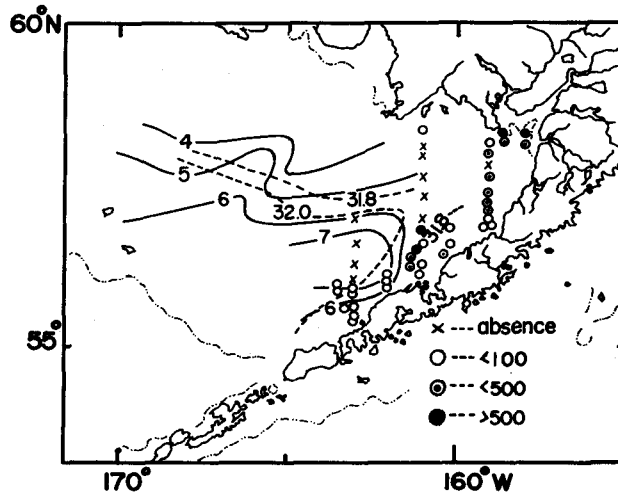 60°N
4
5
6
31.8
32.0
7
6
55°
× --- absence
○ --- <100
◉ --- <500
● --- >500
170°
160°W